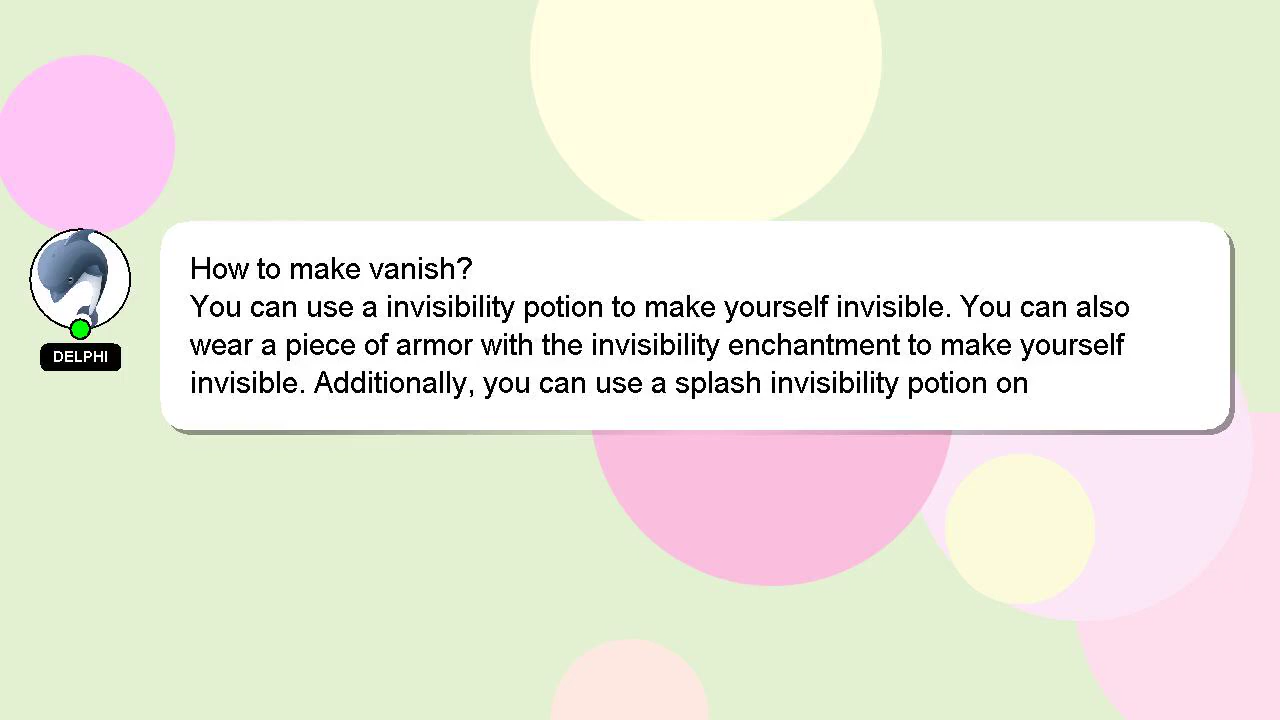 How to make vanish?
You can use a invisibility potion to make yourself invisible. You can also
wear a piece of armor with the invisibility enchantment to make yourself
invisible. Additionally, you can use a splash invisibility potion on
DELPHI